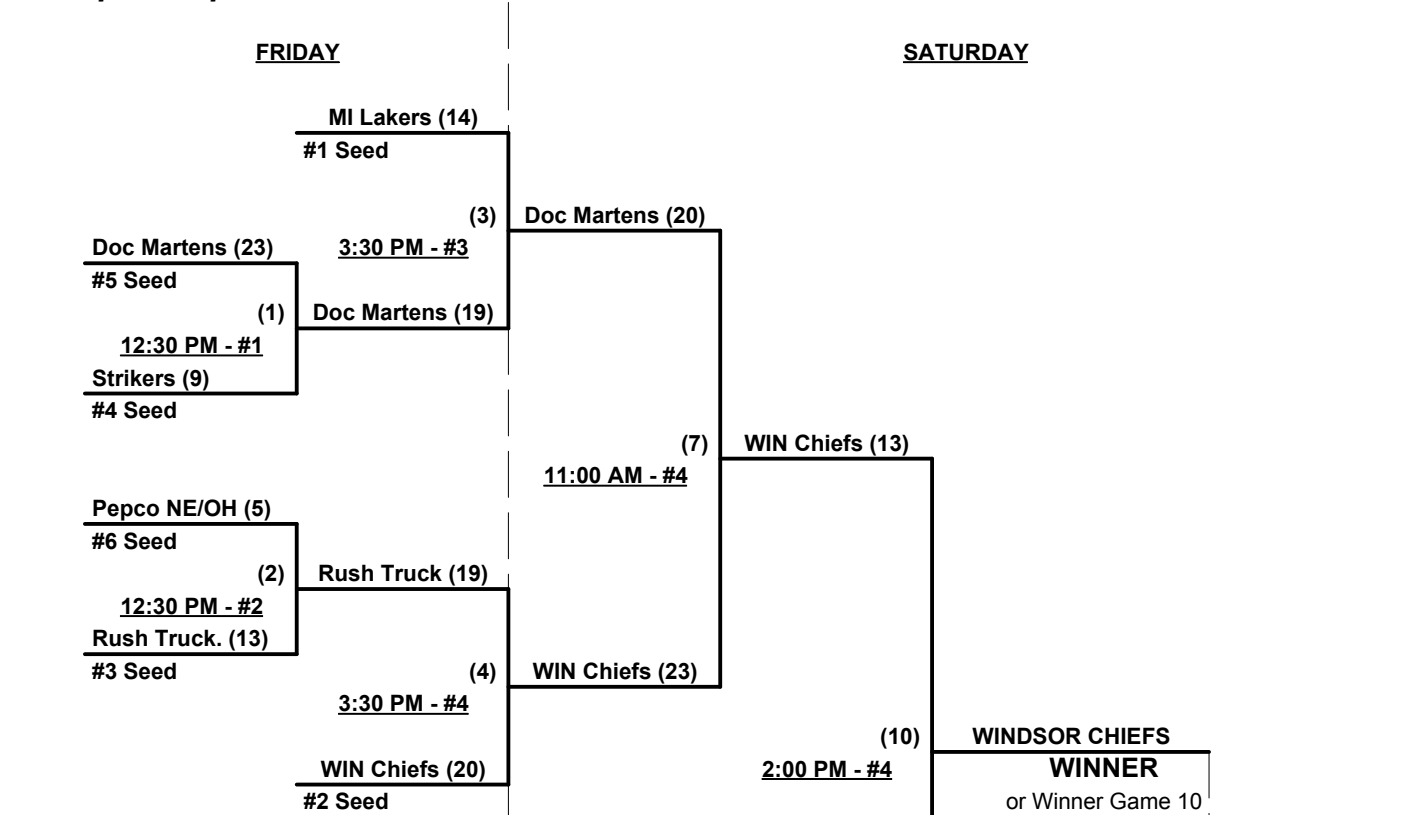 FRIDAY
SATURDAY
MI Lakers (14)
#1 Seed
(3)
Doc Martens (20)
Doc Martens (23)
3:30 PM - #3
#5 Seed
(1)
Doc Martens (19)
12:30 PM - #1
Strikers (9)
#4 Seed
(7)
WIN Chiefs (13)
11:00 AM - #4
Pepco NE/OH (5)
#6 Seed
(2)
Rush Truck (19)
12:30 PM - #2
Rush Truck. (13)
#3 Seed
(4)
WIN Chiefs (23)
3:30 PM - #4
(10)
WINDSOR CHIEFS
WIN Chiefs (20)
2:00 PM - #4
WINNER
#2 Seed
or Winner Game 10